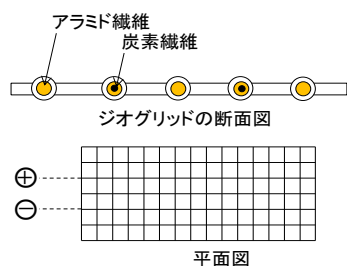 アラミド繊維
炭素繊維
ジオグリッドの断面図
⊕
⊖
平面図